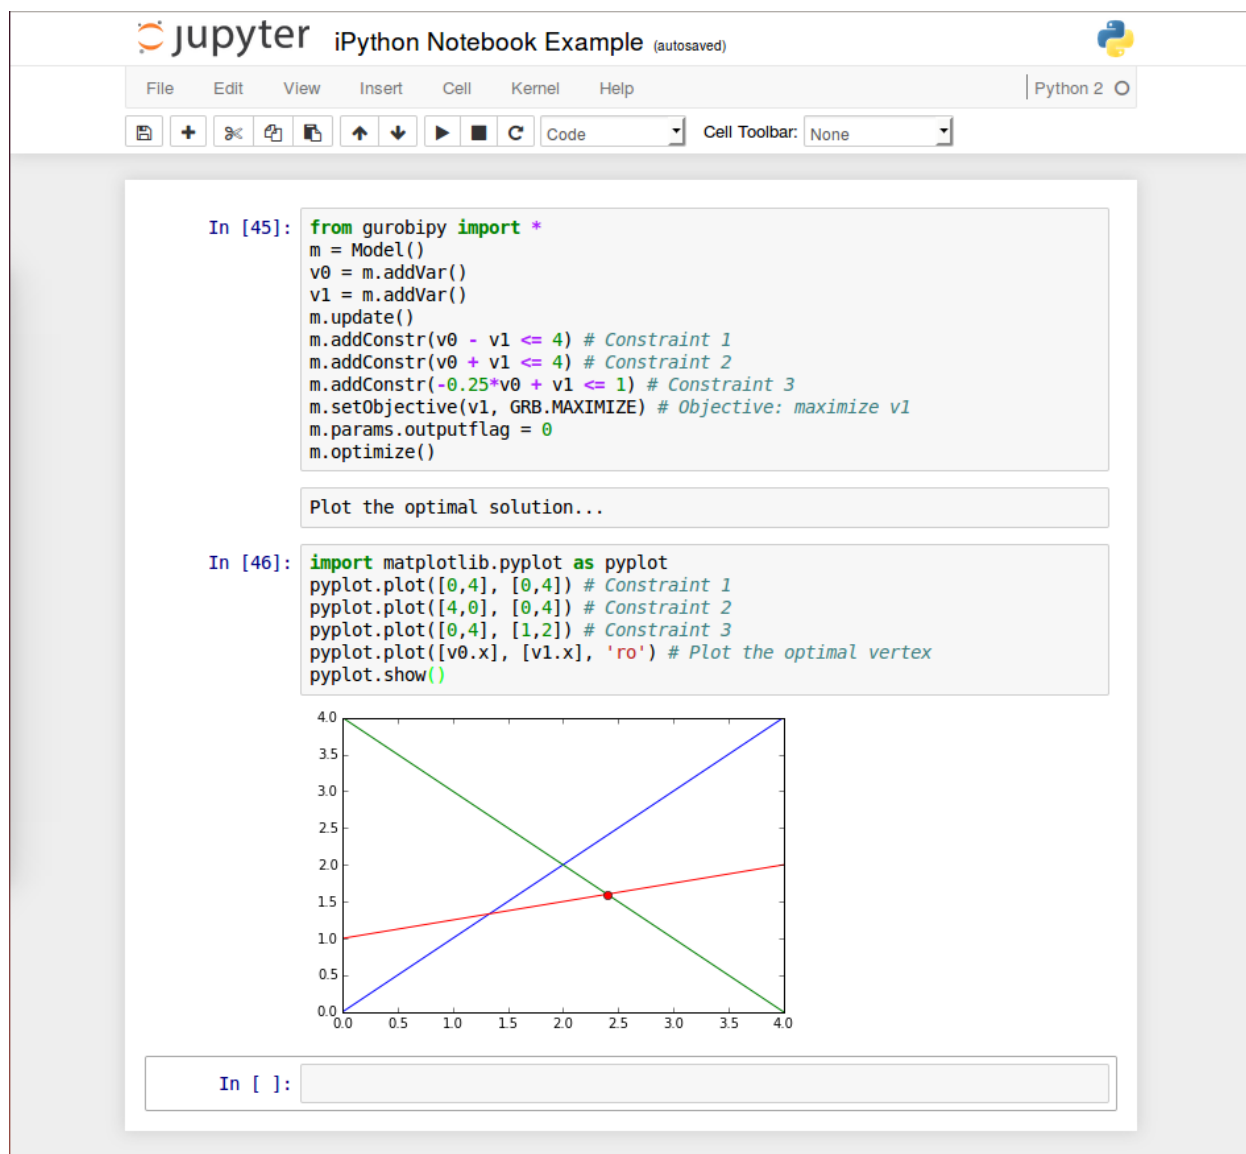 jupyter iPython Notebook Example (autosaved)
File Edit View Insert Cell Kernel Help Python 2
Code Cell Toolbar: None
In [45]: from gurobipy import *
m = Model()
v0 = m.addVar()
v1 = m.addVar()
m.update()
m.addConstr(v0 - v1 <= 4) # Constraint 1
m.addConstr(v0 + v1 <= 4) # Constraint 2
m.addConstr(-0.25*v0 + v1 <= 1) # Constraint 3
m.setObjective(v1, GRB.MAXIMIZE) # Objective: maximize v1
m.params.outputflag = 0
m.optimize()
Plot the optimal solution...
In [46]: import matplotlib.pyplot as pyplot
pyplot.plot([0,4], [0,4]) # Constraint 1
pyplot.plot([4,0], [0,4]) # Constraint 2
pyplot.plot([0,4], [1,2]) # Constraint 3
pyplot.plot([v0.x], [v1.x], 'ro') # Plot the optimal vertex
pyplot.show()
4.0
3.5
3.0
2.5
2.0
1.5
1.0
0.5
0.0
0.0 0.5 1.0 1.5 2.0 2.5 3.0 3.5 4.0
In [ ]: